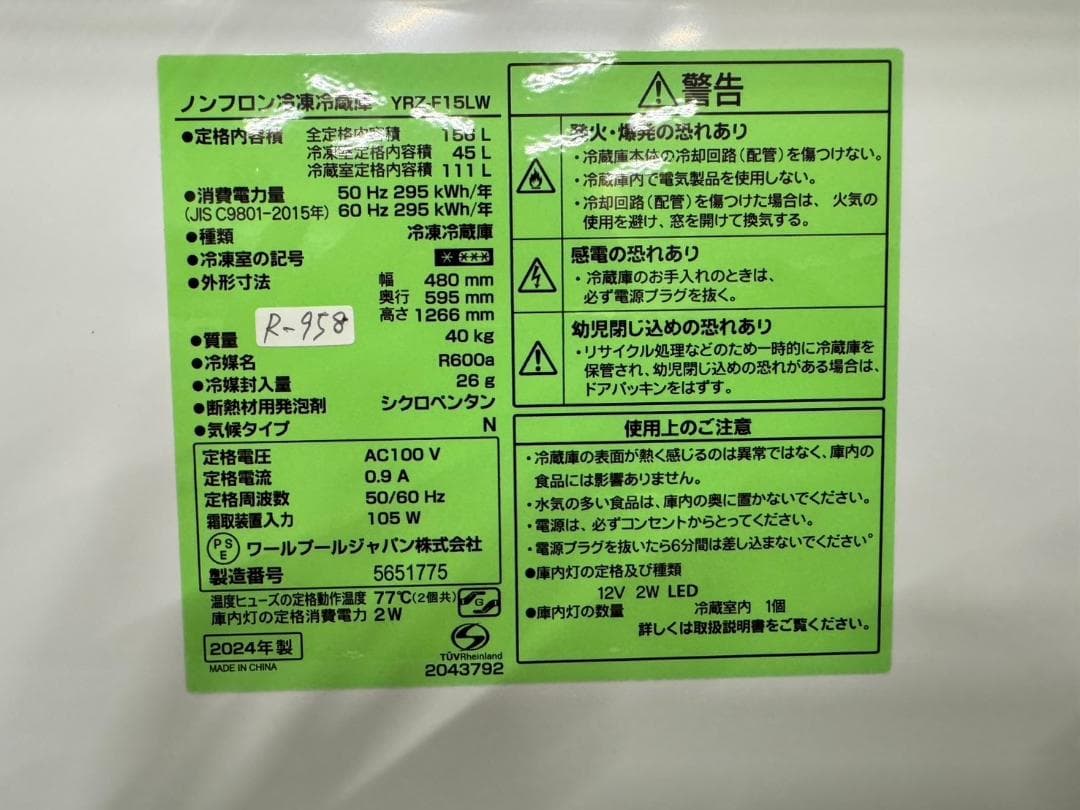 ノンフロン冷凍冷蔵庫 YRZ-F15LW
●定格内容積 全定格内容積 156 L
冷凍室定格内容積 45 L
冷蔵室定格内容積 111 L
●消費電力量 50 Hz 295 kWh/年
(JIS C9801-2015年) 60 Hz 295 kWh/年
●種類 冷凍冷蔵庫
●冷凍室の記号 * ***
●外形寸法 幅 480 mm
奥行 595 mm
高さ 1266 mm
R-958
●質量 40 kg
●冷媒名 R600a
●冷媒封入量 26 g
●断熱材用発泡剤 シクロペンタン
●気候タイプ N
定格電圧 AC100 V
定格電流 0.9 A
定格周波数 50/60 Hz
霜取装置入力 105 W
PSE ワールプールジャパン株式会社
製造番号 5651775
温度ヒューズの定格動作温度 77℃(2個共)
庫内灯の定格消費電力 2W
G
2024年製
MADE IN CHINA
TÜVRheinland
2043792
警告
発火・爆発の恐れあり
・冷蔵庫本体の冷却回路(配管)を傷つけない。
・冷蔵庫内で電気製品を使用しない。
・冷却回路(配管)を傷つけた場合は、火気の
使用を避け、窓を開けて換気する。
感電の恐れあり
・冷蔵庫のお手入れのときは、
必ず電源プラグを抜く。
幼児閉じ込めの恐れあり
・リサイクル処理などのため一時的に冷蔵庫を
保管され、幼児閉じ込めの恐れがある場合は、
ドアパッキンをはずす。
使用上のご注意
・冷蔵庫の表面が熱く感じるのは異常ではなく、庫内の
食品には影響ありません。
・水気の多い食品は、庫内の奥に置かないでください。
・電源は、必ずコンセントからとってください。
・電源プラグを抜いたら6分間は差し込まないでください。
●庫内灯の定格及び種類
12V 2W LED
●庫内灯の数量 冷蔵室内 1個
詳しくは取扱説明書をご覧ください。